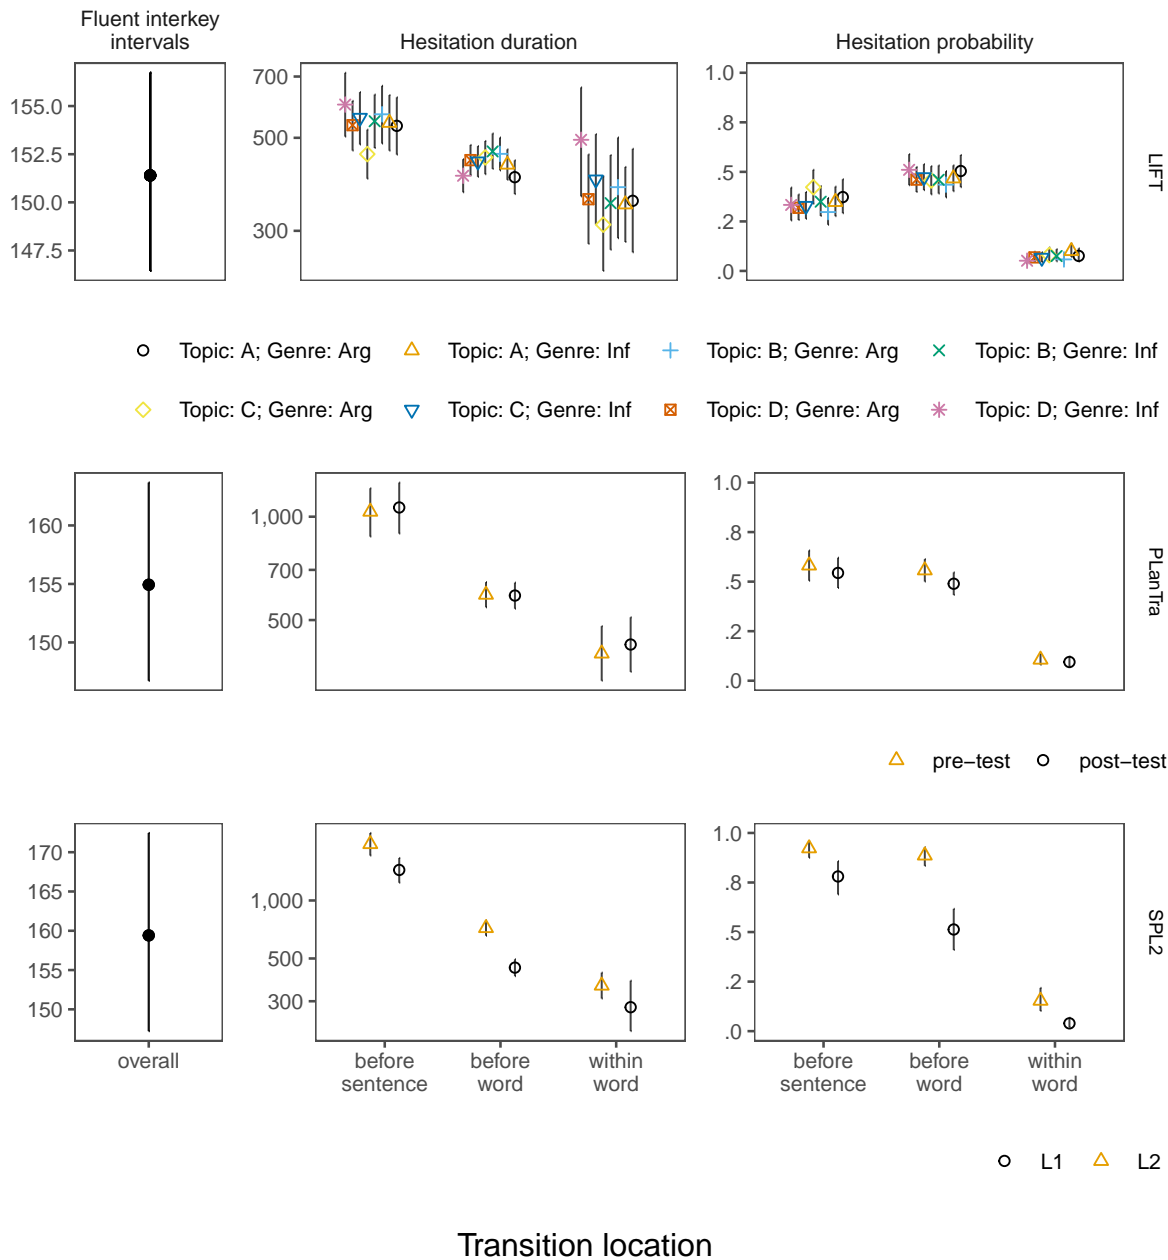 Fluent interkey
intervals
Hesitation duration
Hesitation probability
155.0
152.5
150.0
147.5
700
500
300
1.0
.8
.5
.2
.0
LIFT
Topic: A; Genre: Arg
Topic: A; Genre: Inf
Topic: B; Genre: Arg
Topic: B; Genre: Inf
Topic: C; Genre: Arg
Topic: C; Genre: Inf
Topic: D; Genre: Arg
Topic: D; Genre: Inf
160
155
150
1,000
700
500
1.0
.8
.5
.2
.0
PLanTra
pre−test
post−test
170
165
160
155
150
1,000
500
300
1.0
.8
.5
.2
.0
SPL2
overall
before
sentence
before
word
within
word
before
sentence
before
word
within
word
L1
L2
Transition location